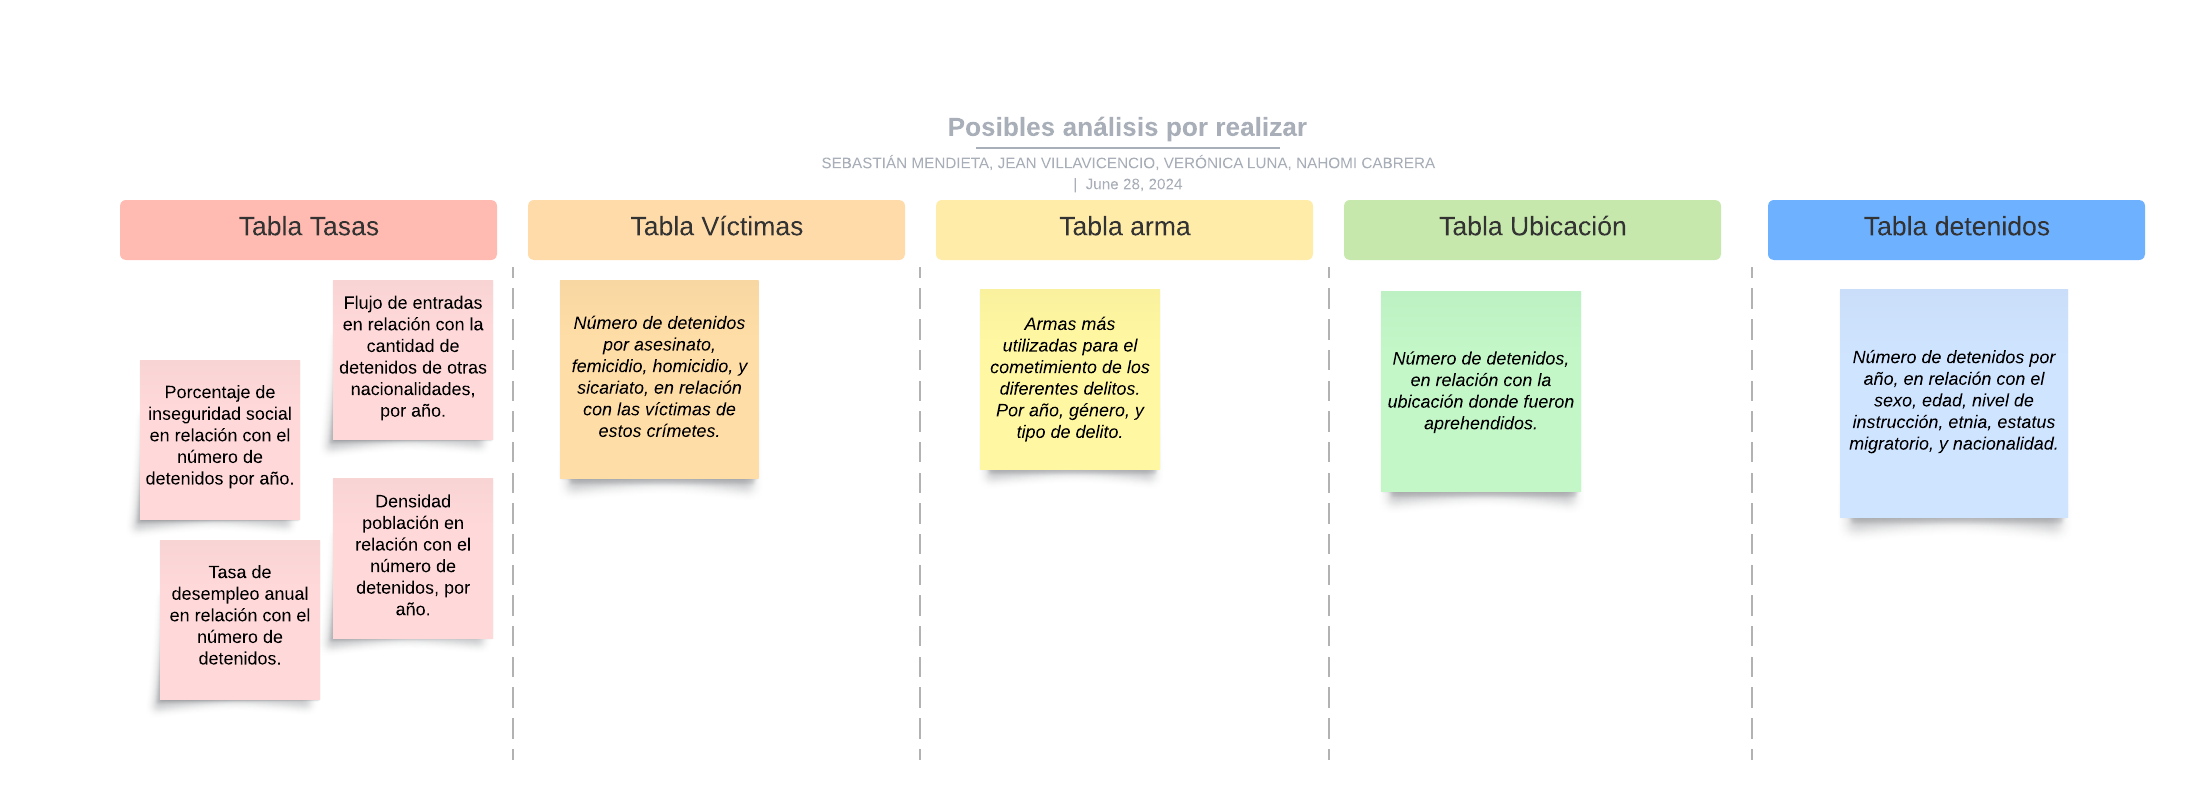 Posibles análisis por realizar
SEBASTIÁN MENDIETA, JEAN VILLAVICENCIO, VERÓNICA LUNA, NAHOMI CABRERA
| June 28, 2024
Tabla Tasas
Flujo de entradas
en relación con la
cantidad de
detenidos de otras
nacionalidades,
por año.
Porcentaje de
inseguridad social
en relación con el
número de
detenidos por año.
Densidad
población en
relación con el
número de
detenidos, por
año.
Tasa de
desempleo anual
en relación con el
número de
detenidos.
Tabla Víctimas
Número de detenidos
por asesinato,
femicidio, homicidio, y
sicariato, en relación
con las víctimas de
estos crímetes.
Tabla arma
Armas más
utilizadas para el
cometimiento de los
diferentes delitos.
Por año, género, y
tipo de delito.
Tabla Ubicación
Número de detenidos,
en relación con la
ubicación donde fueron
aprehendidos.
Tabla detenidos
Número de detenidos por
año, en relación con el
sexo, edad, nivel de
instrucción, etnia, estatus
migratorio, y nacionalidad.